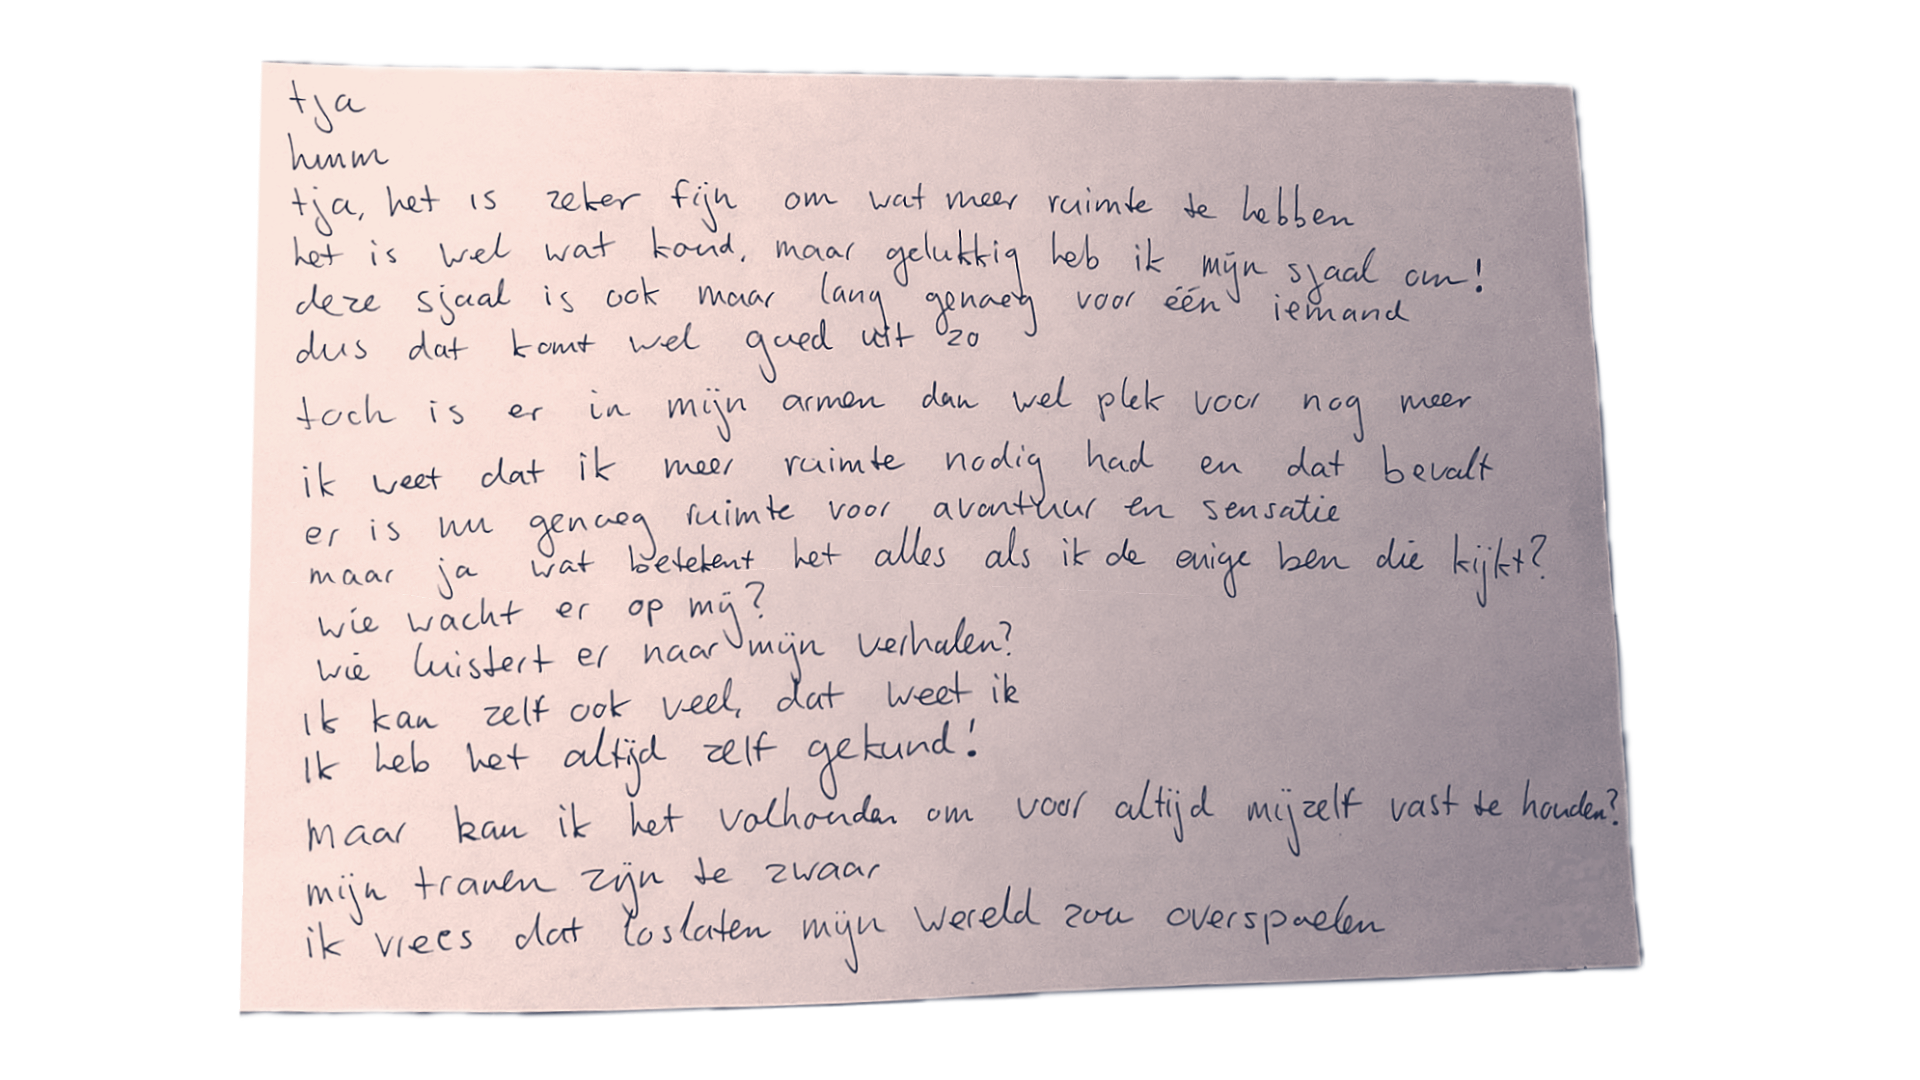 tja
hmm
tja, het is zeker fijn om wat meer ruimte te hebben
het is wel wat koud, maar gelukkig heb ik mijn sjaal om!
deze sjaal is ook maar lang genoeg voor één iemand
dus dat komt wel goed uit zo
toch is er in mijn armen dan wel plek voor nog meer
ik weet dat ik meer ruimte nodig had en dat bevalt
er is nu genoeg ruimte voor avontuur en sensatie
maar ja wat betekent het alles als ik de enige ben die kijkt?
wie wacht er op mij?
wie luistert er naar mijn verhalen?
Ik kan zelf ook veel, dat weet ik
Ik heb het altijd zelf gekund!
Maar kan ik het volhouden om voor altijd mijzelf vast te houden?
mijn tranen zijn te zwaar
ik vrees dat loslaten mijn wereld zou overspoelen